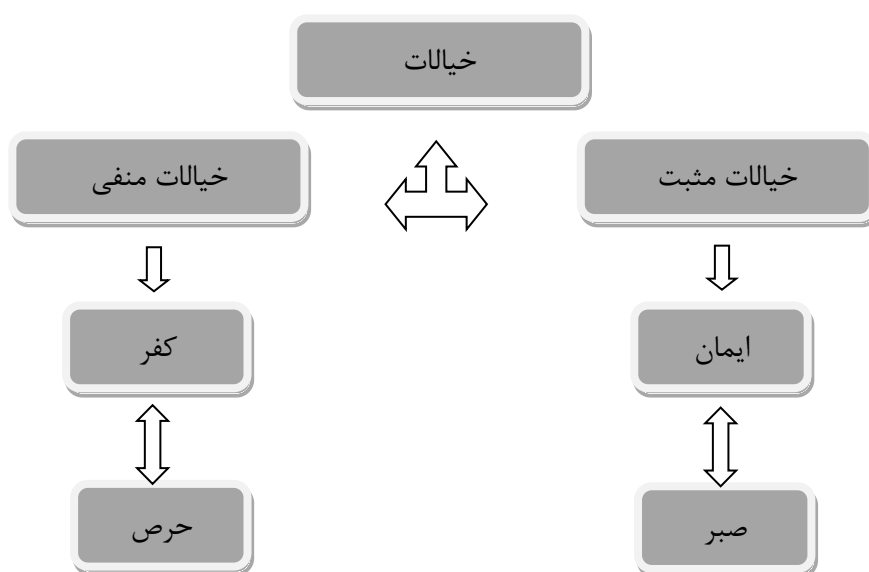 خیالات
خیالات مثبت
خیالات منفی
ایمان
کفر
صبر
حرص